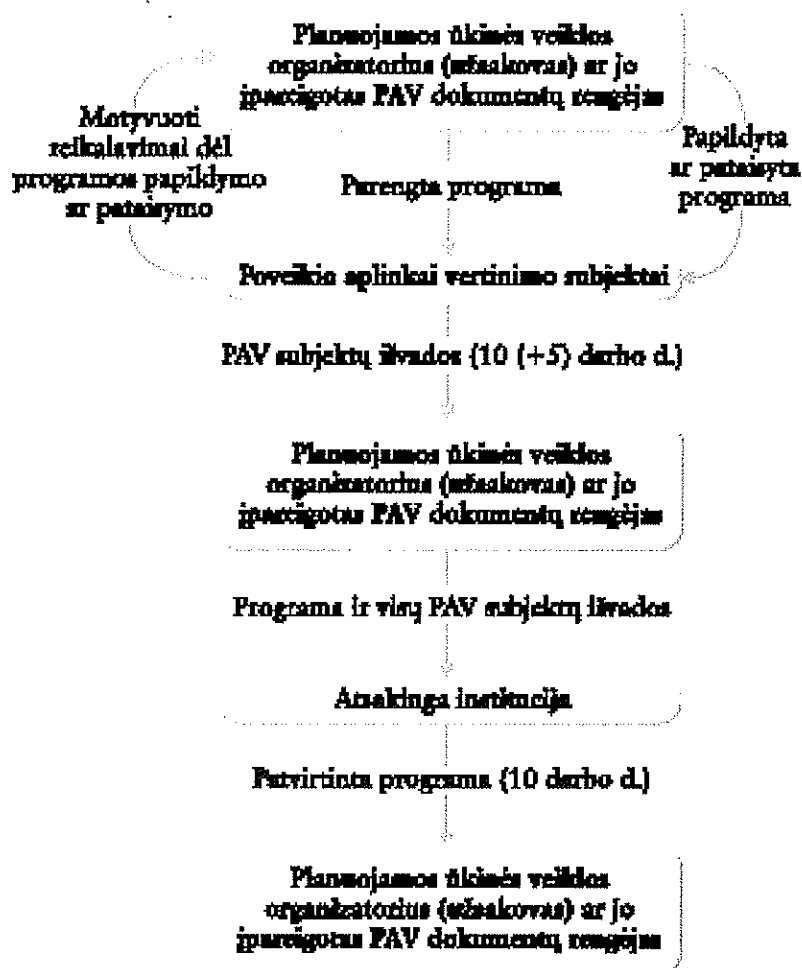 Planuojamos ūkinės veiklos
organizatorius (užsakovas) ar jo
įpareigotas PAV dokumentų rengėjas
Motyvuoti
reikalavimai dėl
programos papildymo
ar pataisymo
Parengta programa
Papildyta
ar pataisyta
programa
Poveikio aplinkai vertinimo subjektai
PAV subjektų išvados (10 (+5) darbo d.)
Planuojamos ūkinės veiklos
organizatorius (užsakovas) ar jo
įpareigotas PAV dokumentų rengėjas
Programa ir visų PAV subjektų išvados
Atsakinga institucija
Patvirtinta programa (10 darbo d.)
Planuojamos ūkinės veiklos
organizatorius (užsakovas) ar jo
įpareigotas PAV dokumentų rengėjas